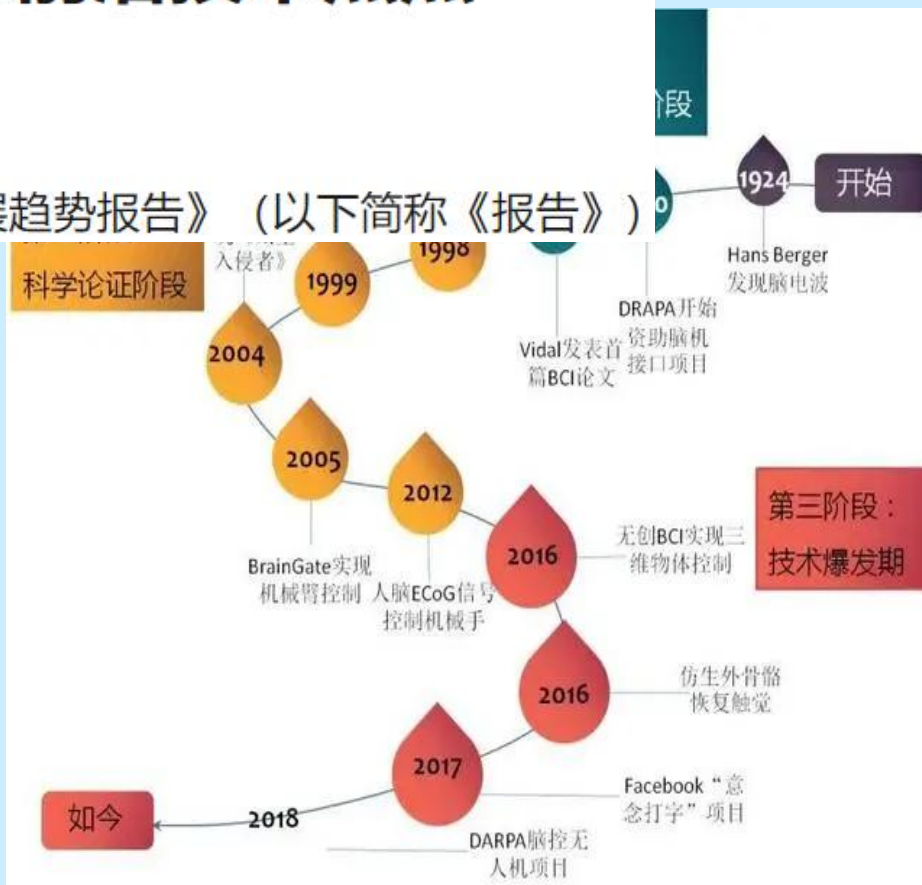 展趋势报告》（以下简称《报告》）
阶段
1924
开始
0
Hans Berger
发现脑电波
DRAPA开始
资助脑机
接口项目
Vidal发表首
篇BCI论文
1998
1999
入侵者》
科学论证阶段
2004
2005
BrainGate实现
机械臂控制
2012
人脑ECoG信号
控制机械手
第三阶段：
技术爆发期
2016
无创BCI实现三
维物体控制
2016
仿生外骨骼
恢复触觉
2017
Facebook“意
念打字”项目
DARPA脑控无
人机项目
2018
如今